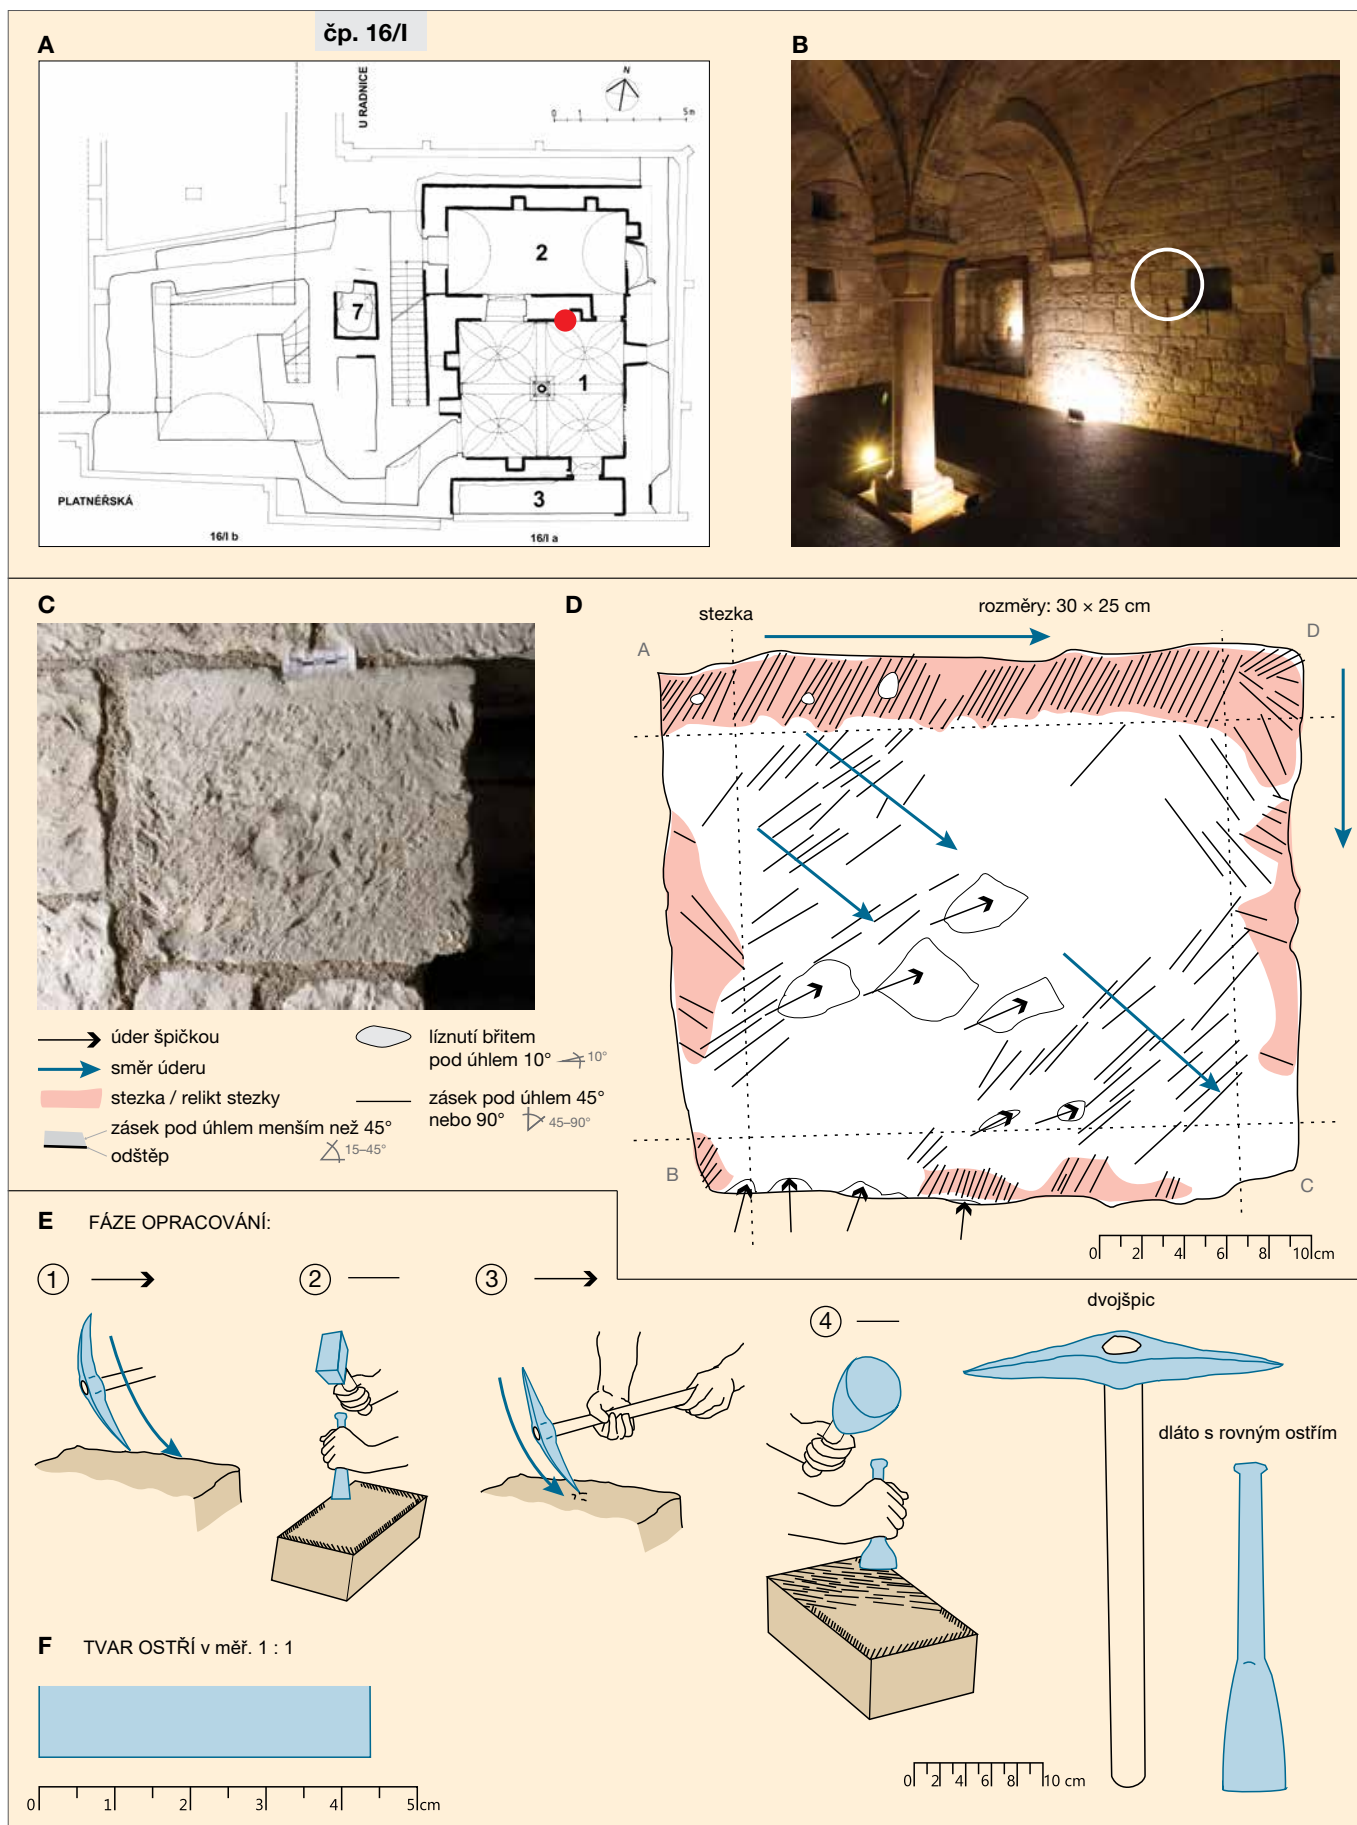 čp. 16/I
A
U RADNICE
N
0 1 5m
2
7
1
3
PLATNÉŘSKÁ
16/I b
16/I a
B
C
D
stezka
rozměry: 30 × 25 cm
A
D
B
C
0 2 4 6 8 10 cm
úder špičkou
směr úderu
stezka / relikt stezky
zásek pod úhlem menším než 45°
odštěp
15–45°
líznutí břitem
pod úhlem 10°
10°
zásek pod úhlem 45°
nebo 90°
45–90°
E FÁZE OPRACOVÁNÍ:
1
2
3
4
dvojšpic
dláto s rovným ostřím
0 2 4 6 8 10 cm
F TVAR OSTŘÍ v měř. 1 : 1
0 1 2 3 4 5 cm